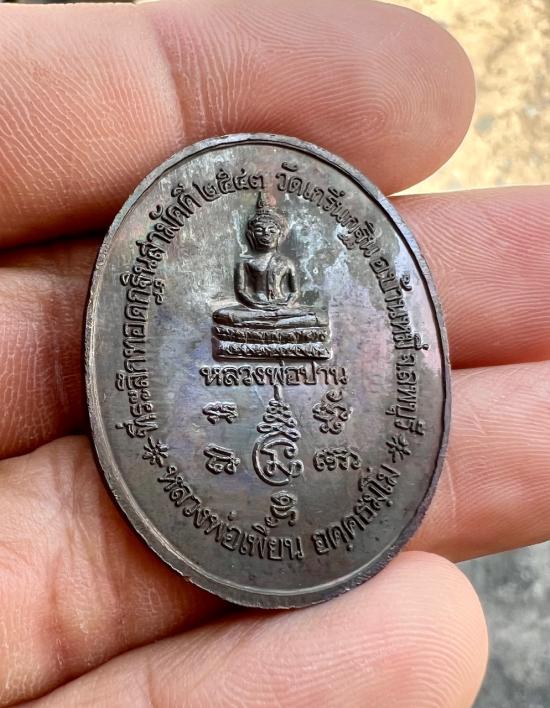 ที่ระลึกทอดกฐินสามัคคี ๒๕๔๓ วัดเกริ่นกฐิน อ.บ้านหมี่ จ.ลพบุรี
หลวงพ่อปาน
หลวงพ่อเพี้ยน อคฺคธมฺโม